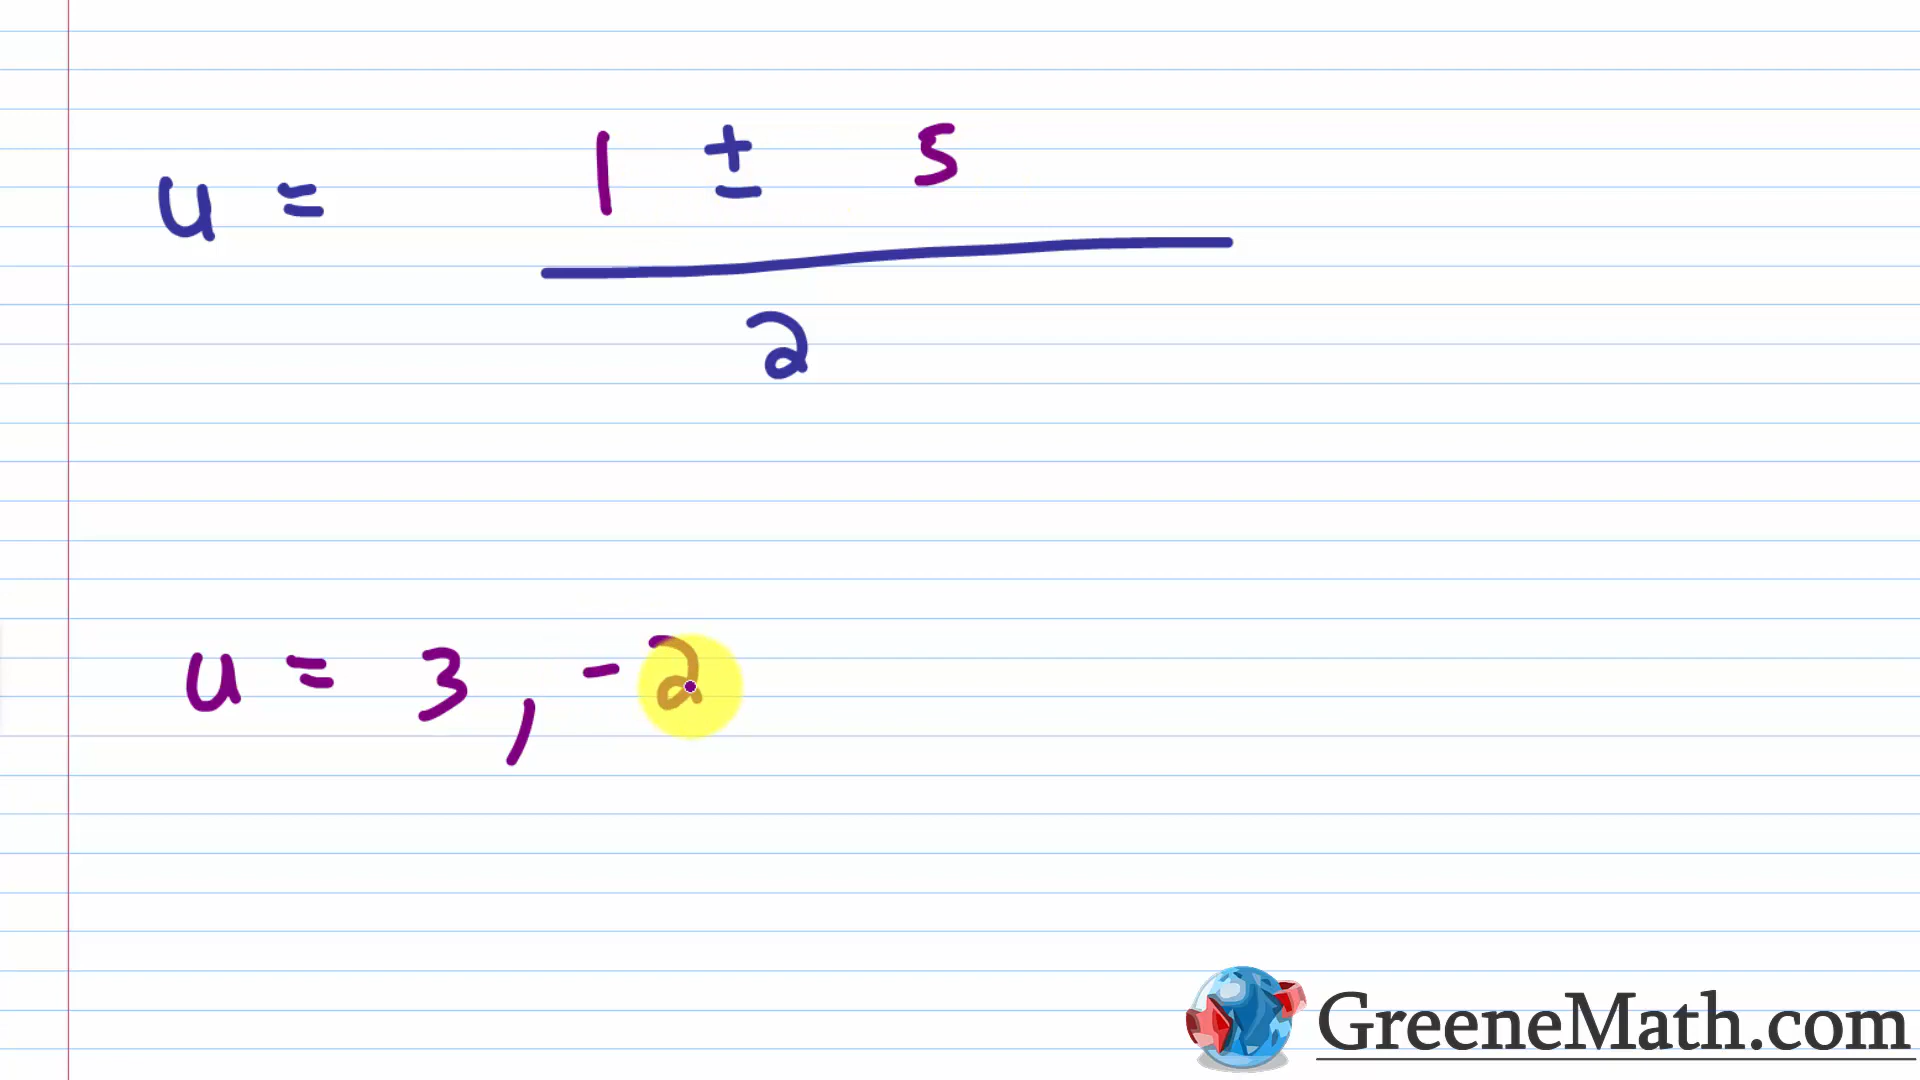 u = 1 ± 5
2
u = 3 , - 2
GreeneMath.com